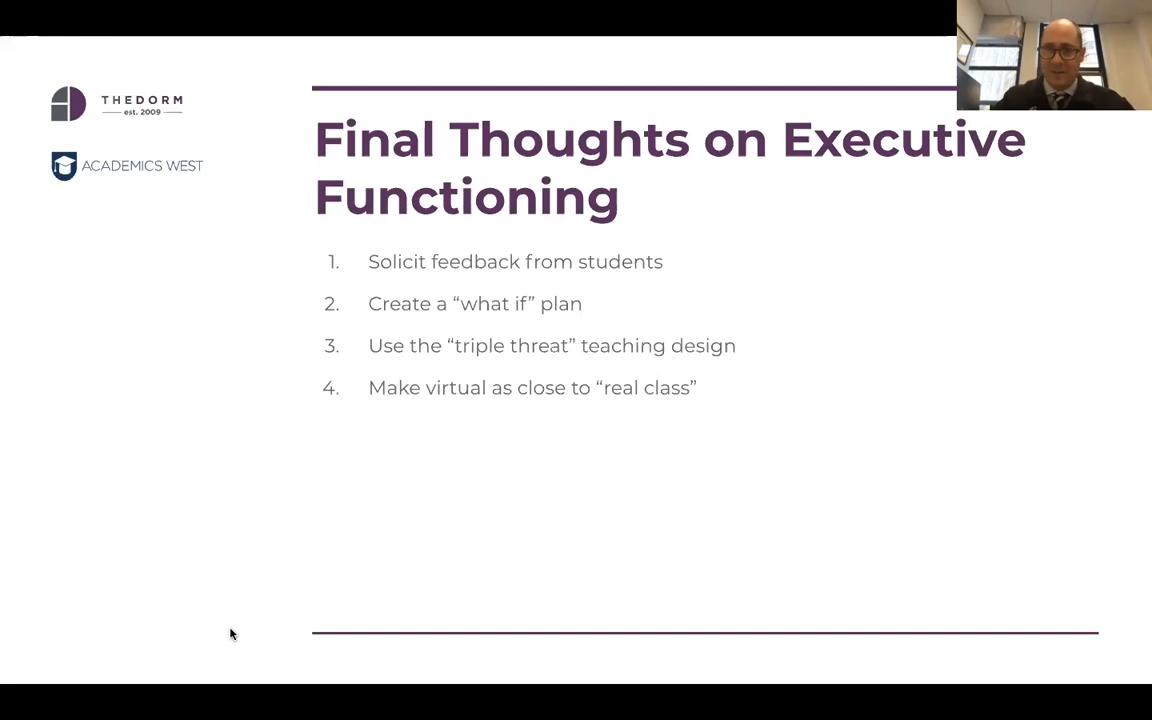 THEDORM
est. 2009
ACADEMICS WEST
Final Thoughts on Executive
Functioning
1. Solicit feedback from students
2. Create a “what if” plan
3. Use the “triple threat” teaching design
4. Make virtual as close to “real class”